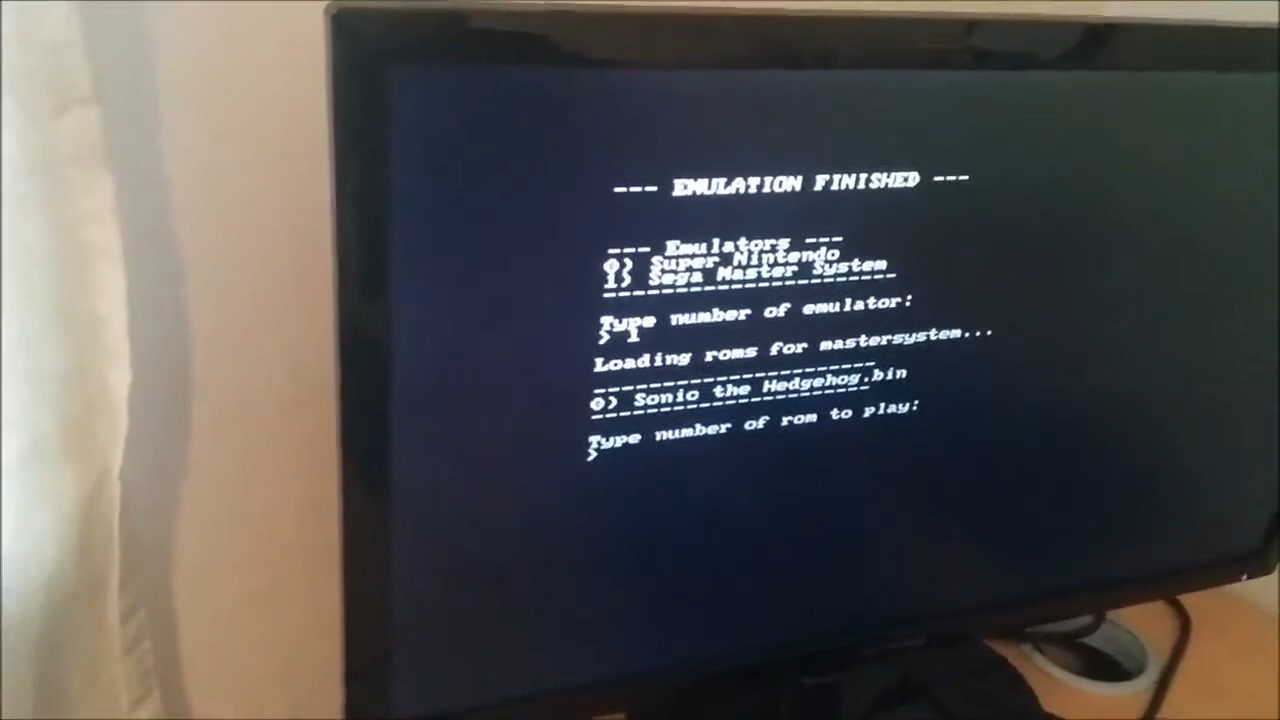 --- EMULATION FINISHED ---
--- Emulators ---
0) Super Nintendo
1) Sega Master System
---------------------
Type number of emulator:
> 1
Loading roms for mastersystem...
---------------------
0) Sonic the Hedgehog.bin
---------------------
Type number of rom to play:
>